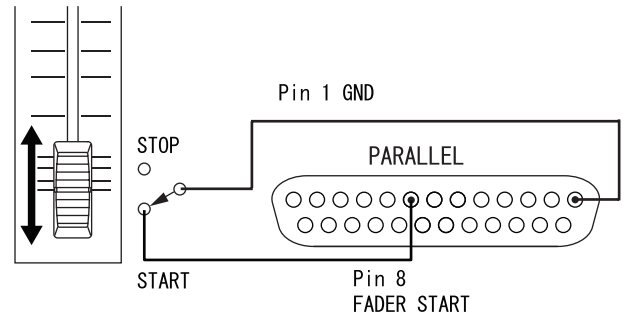 Pin 1 GND
STOP
PARALLEL
START
Pin 8
FADER START